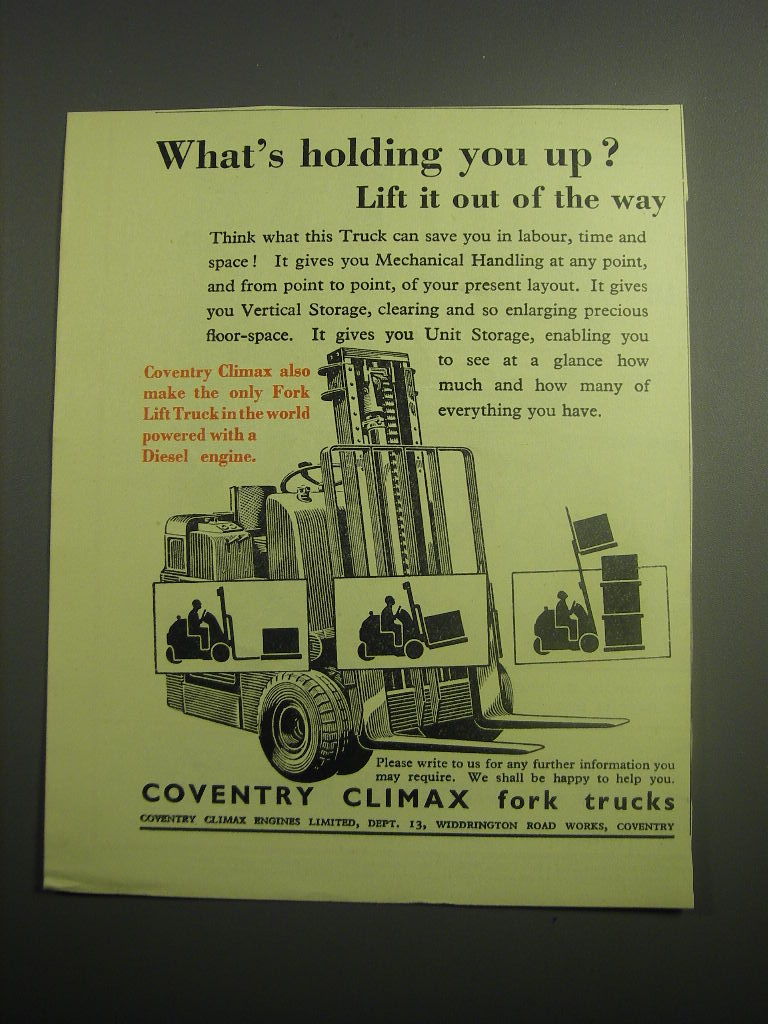 What's holding you up?
Lift it out of the way
Think what this Truck can save you in labour, time and
space! It gives you Mechanical Handling at any point,
and from point to point, of your present layout. It gives
you Vertical Storage, clearing and so enlarging precious
floor-space. It gives you Unit Storage, enabling you
to see at a glance how
much and how many of
everything you have.
Coventry Climax also
make the only Fork
Lift Truck in the world
powered with a
Diesel engine.
Please write to us for any further information you
may require. We shall be happy to help you.
COVENTRY CLIMAX fork trucks
COVENTRY CLIMAX ENGINES LIMITED, DEPT. 13, WIDDRINGTON ROAD WORKS, COVENTRY